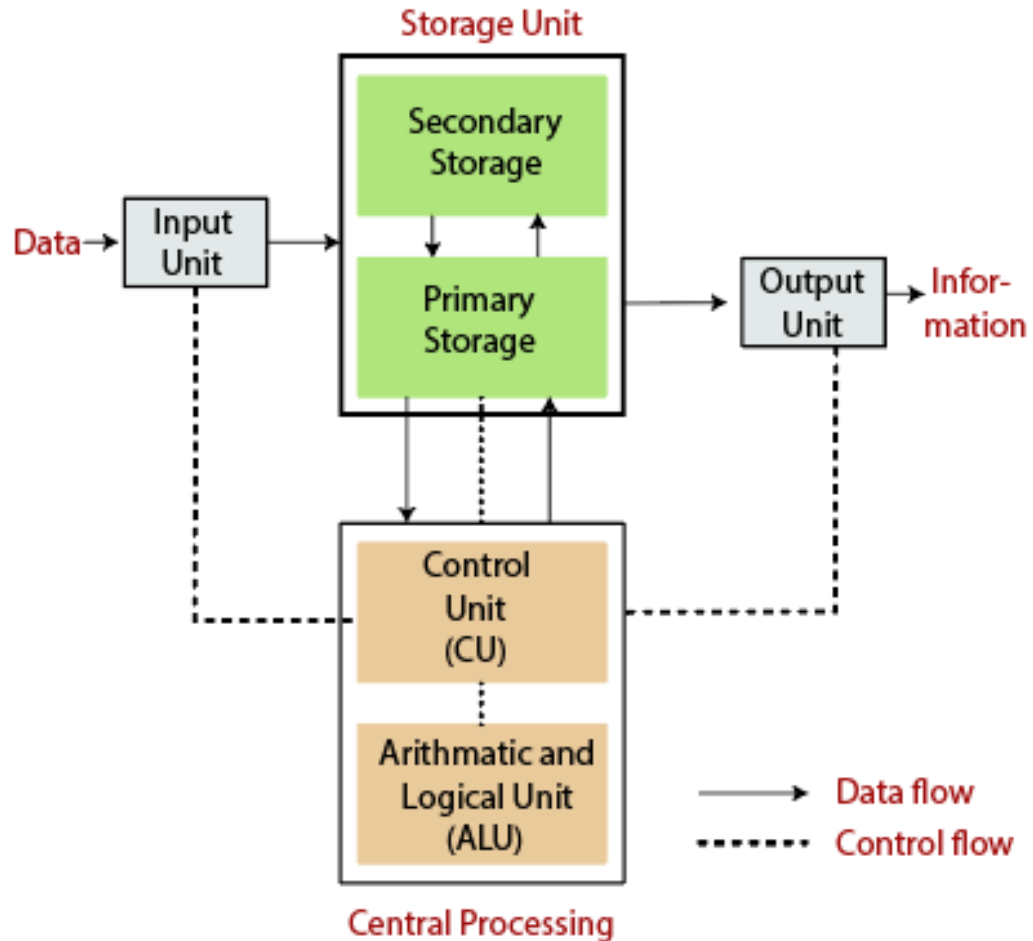 Storage Unit
Secondary
Storage
Data
Input
Unit
Primary
Storage
Output
Unit
Infor-
mation
Control
Unit
(CU)
Arithmatic and
Logical Unit
(ALU)
Data flow
Control flow
Central Processing